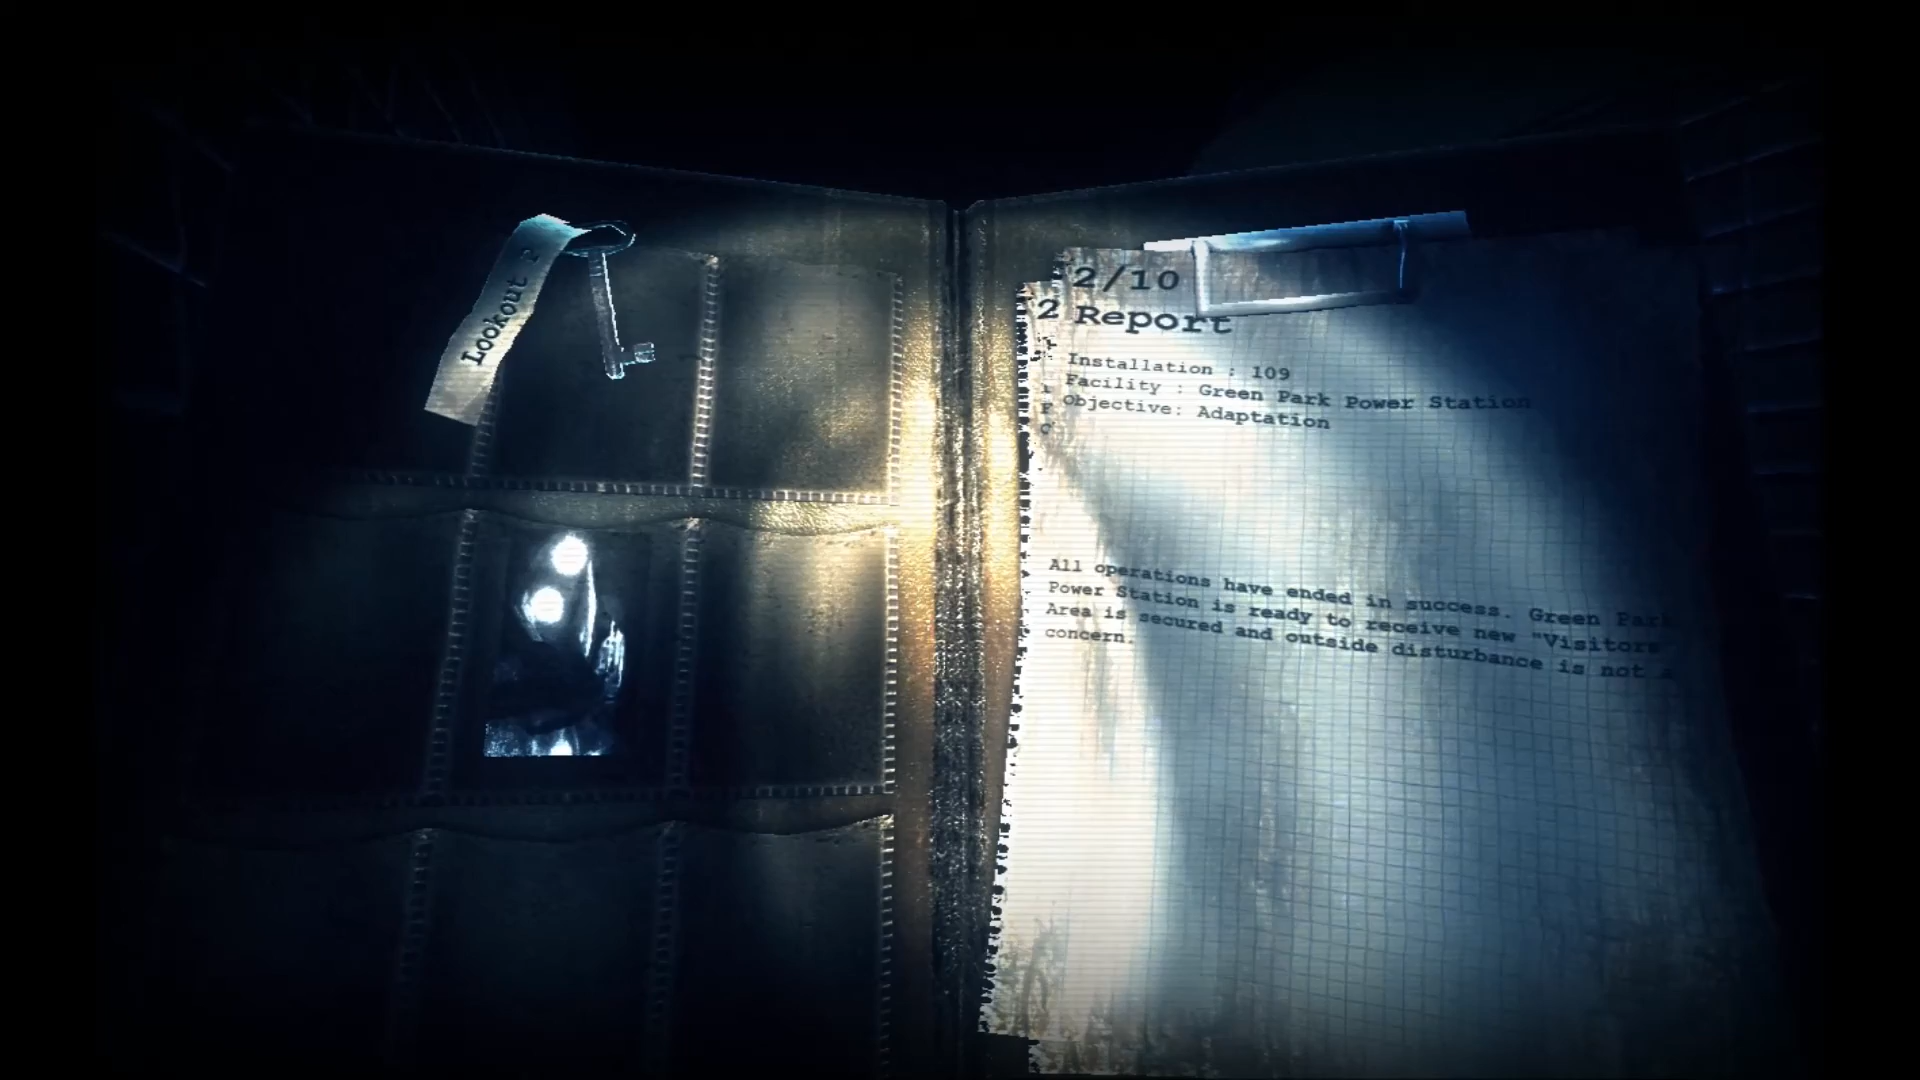 Lookout
2/10
2 Report
Installation : 109
Facility : Green Park Power Station
Objective: Adaptation
All operations have ended in success. Green Park
Power Station is ready to receive new "Visitors
Area is secured and outside disturbance is not
concern.